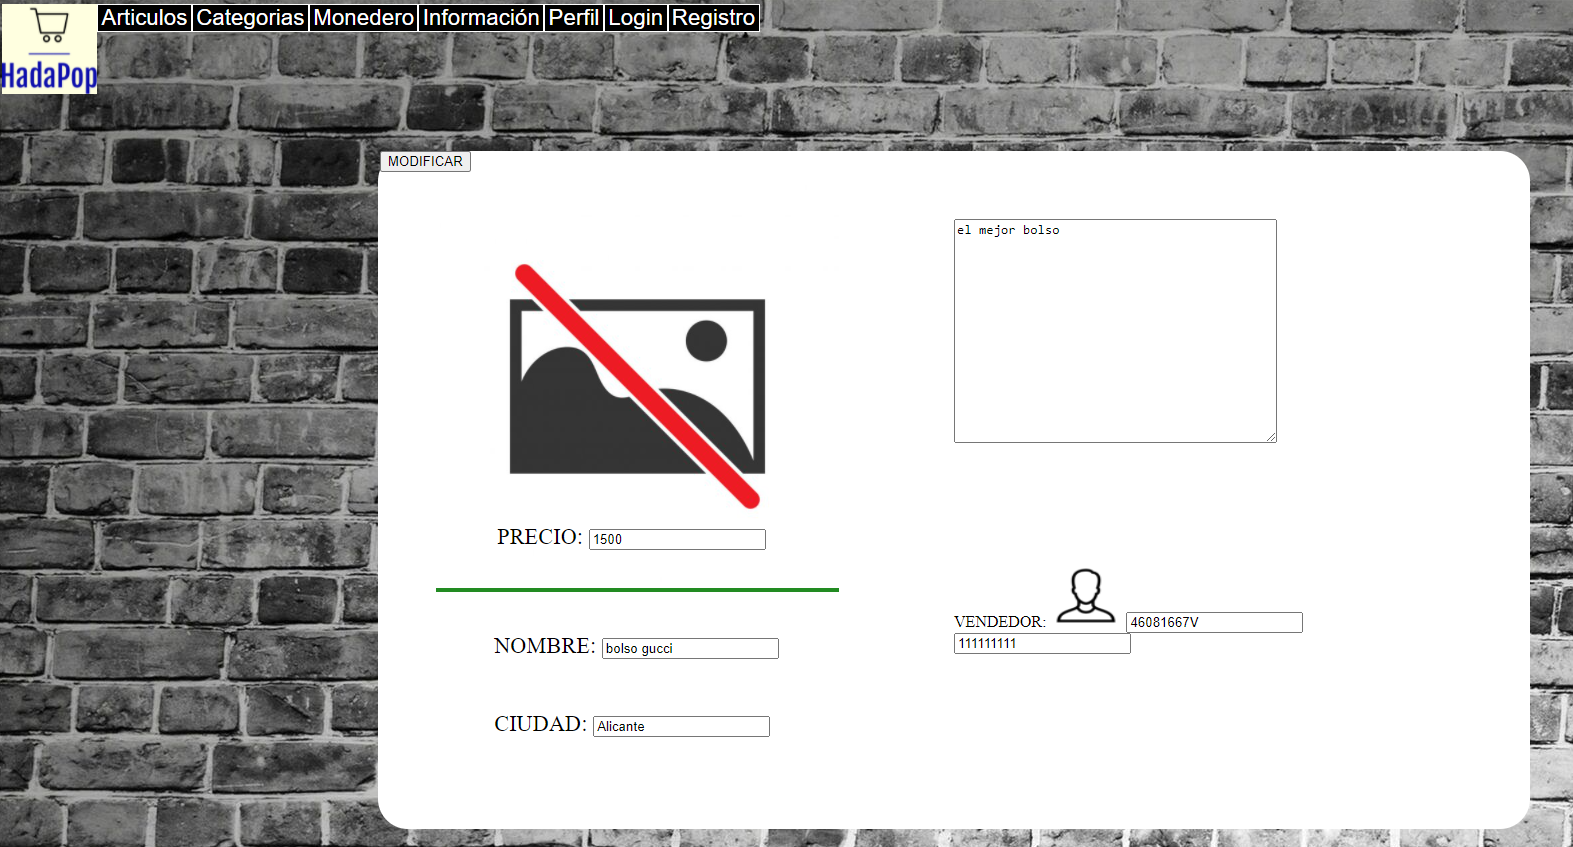 Articulos Categorias Monedero Información Perfil Login Registro
HadaPop
MODIFICAR
el mejor bolso
PRECIO: 1500
VENDEDOR: 46081667V
111111111
NOMBRE: bolso gucci
CIUDAD: Alicante